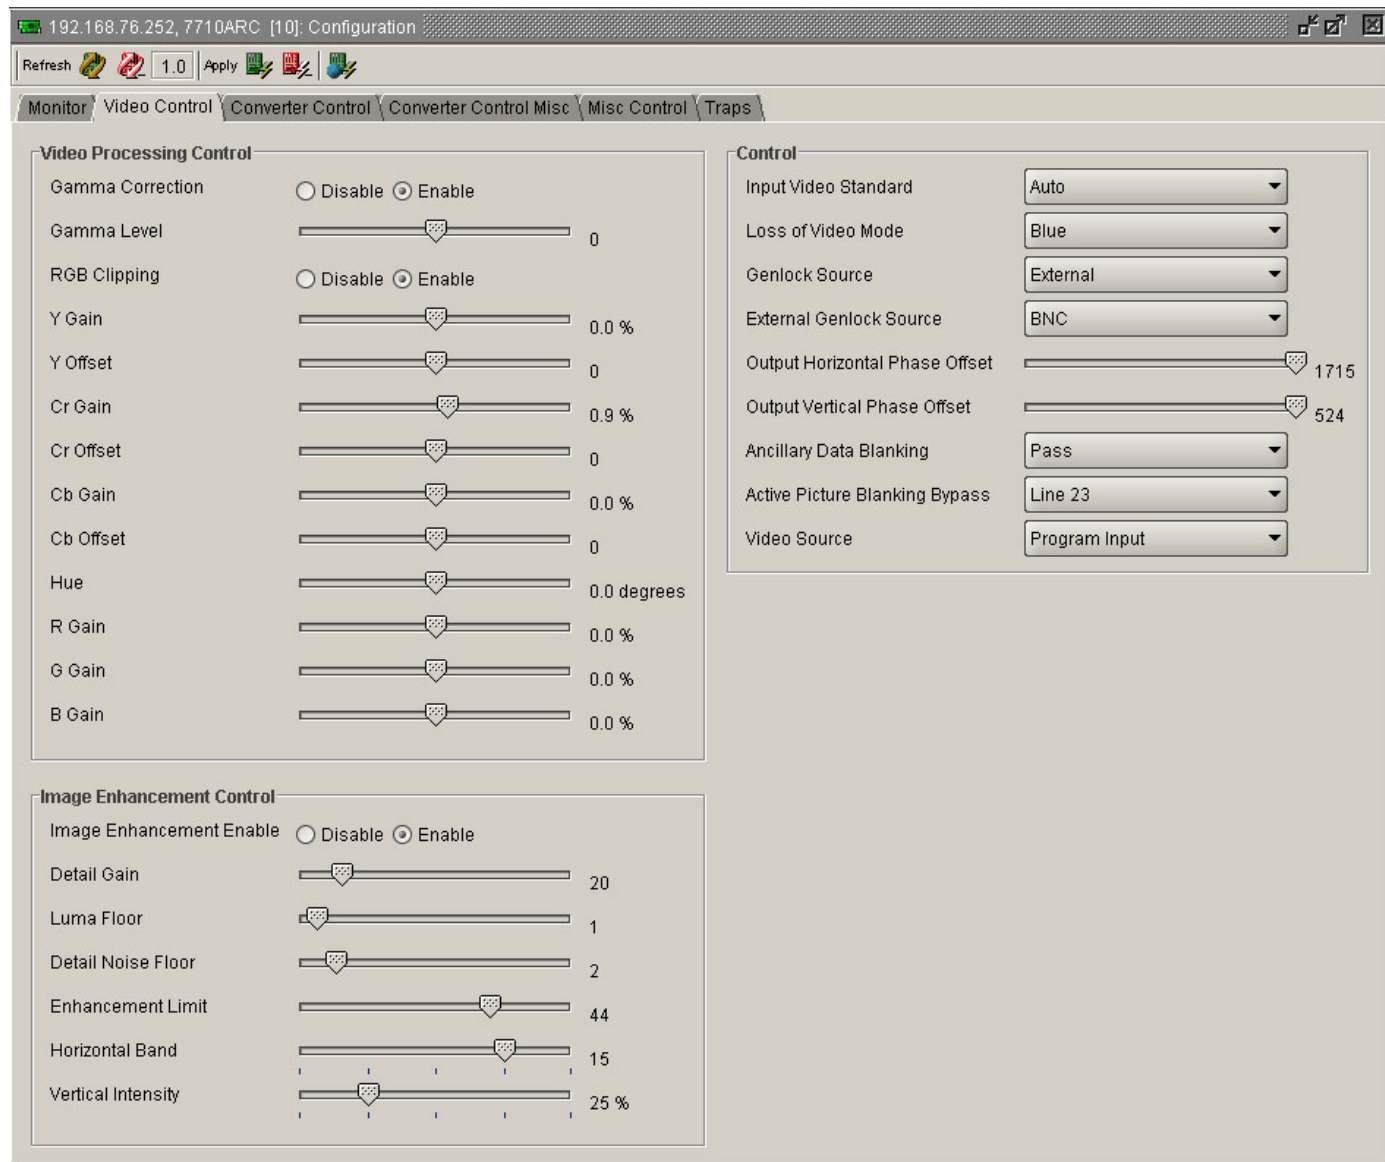 192.168.76.252, 7710ARC [10]: Configuration
Refresh 1.0 Apply
Monitor Video Control Converter Control Converter Control Misc Misc Control Traps
Video Processing Control
Gamma Correction Disable Enable
Gamma Level 0
RGB Clipping Disable Enable
Y Gain 0.0 %
Y Offset 0
Cr Gain 0.9 %
Cr Offset 0
Cb Gain 0.0 %
Cb Offset 0
Hue 0.0 degrees
R Gain 0.0 %
G Gain 0.0 %
B Gain 0.0 %
Control
Input Video Standard Auto
Loss of Video Mode Blue
Genlock Source External
External Genlock Source BNC
Output Horizontal Phase Offset 1715
Output Vertical Phase Offset 524
Ancillary Data Blanking Pass
Active Picture Blanking Bypass Line 23
Video Source Program Input
Image Enhancement Control
Image Enhancement Enable Disable Enable
Detail Gain 20
Luma Floor 1
Detail Noise Floor 2
Enhancement Limit 44
Horizontal Band 15
Vertical Intensity 25 %